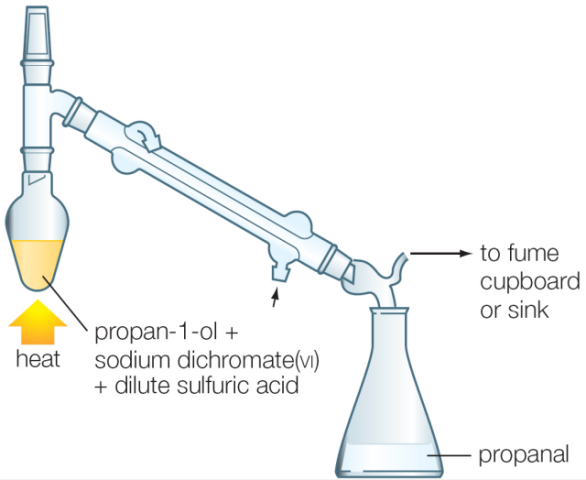 to fume
cupboard
or sink
heat
propan-1-ol +
sodium dichromate(VI)
+ dilute sulfuric acid
propanal